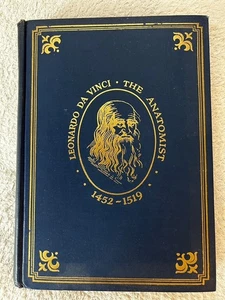 LEONARDO DA VINCI · THE ANATOMIST ·
1452–1519